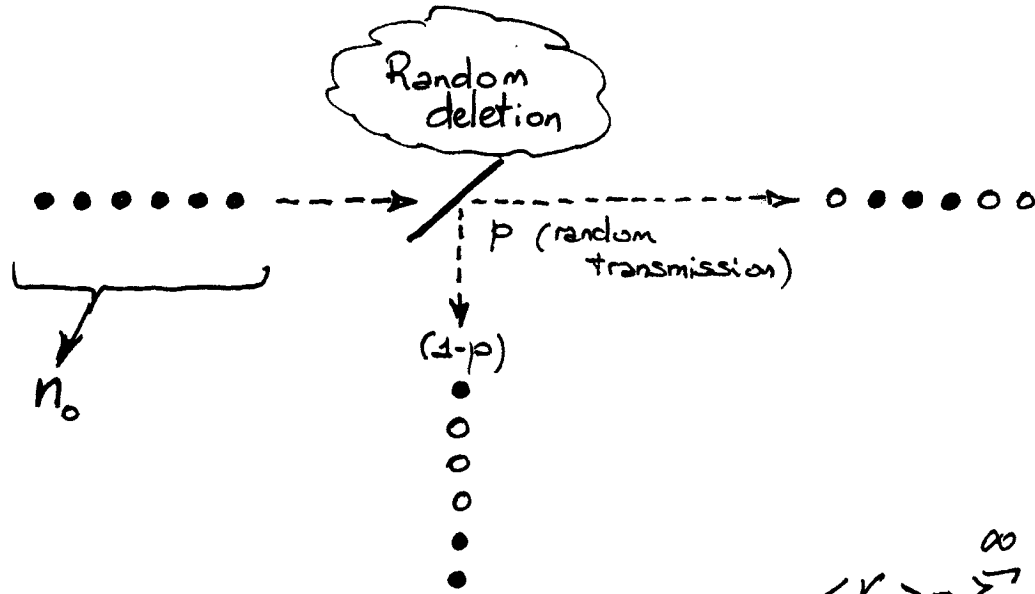 Random
deletion
p (random
transmission)
(1-p)
n₀
∞